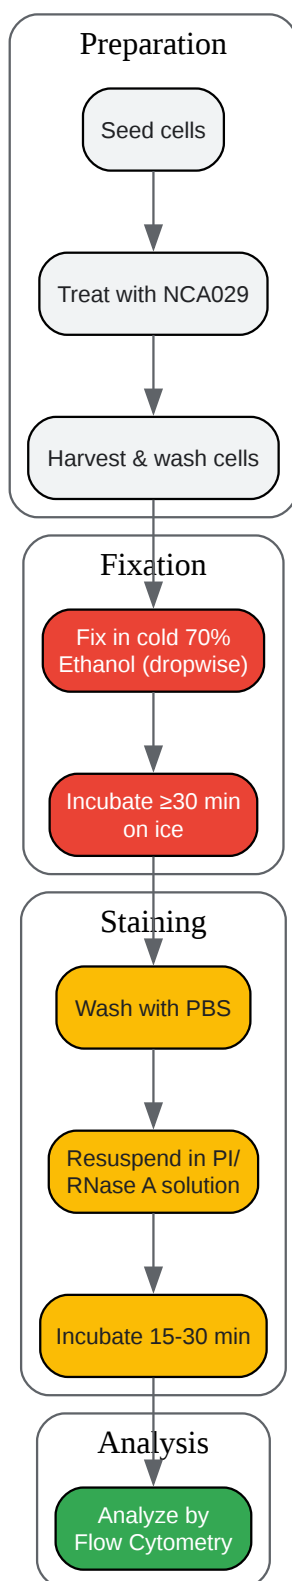 Preparation
Seed cells
Treat with NCA029
Harvest & wash cells
Fixation
Fix in cold 70%
Ethanol (dropwise)
Incubate ≥30 min
on ice
Staining
Wash with PBS
Resuspend in PI/
RNase A solution
Incubate 15-30 min
Analysis
Analyze by
Flow Cytometry